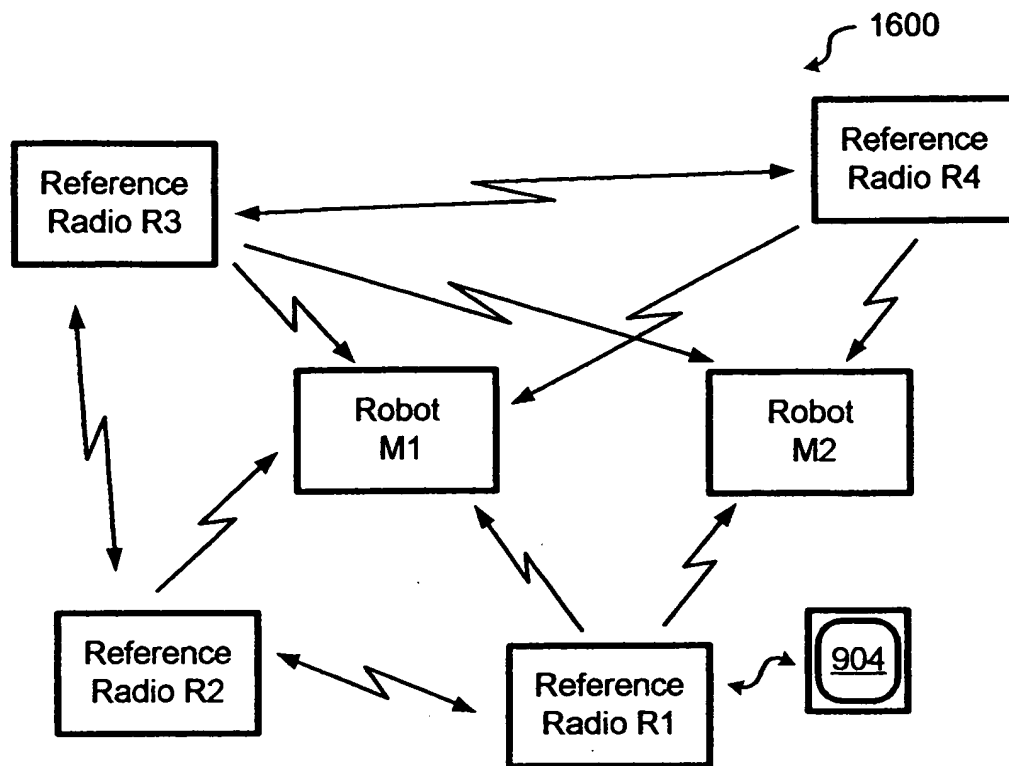 1600
Reference
Radio R4
Reference
Radio R3
Robot
M1
Robot
M2
Reference
Radio R2
Reference
Radio R1
904